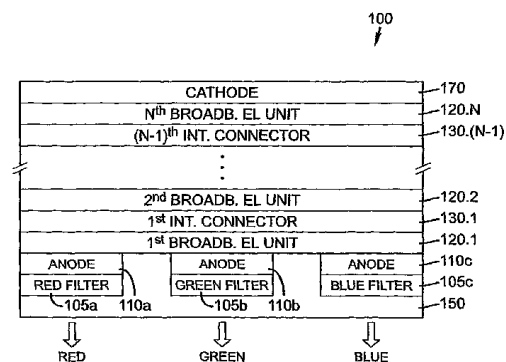 100
CATHODE 170
Nth BROADB. EL UNIT 120.N
(N-1)th INT. CONNECTOR 130.(N-1)
2nd BROADB. EL UNIT 120.2
1st INT. CONNECTOR 130.1
1st BROADB. EL UNIT 120.1
ANODE ANODE ANODE 110c
RED FILTER GREEN FILTER BLUE FILTER 105c
105a 110a 105b 110b 150
RED GREEN BLUE